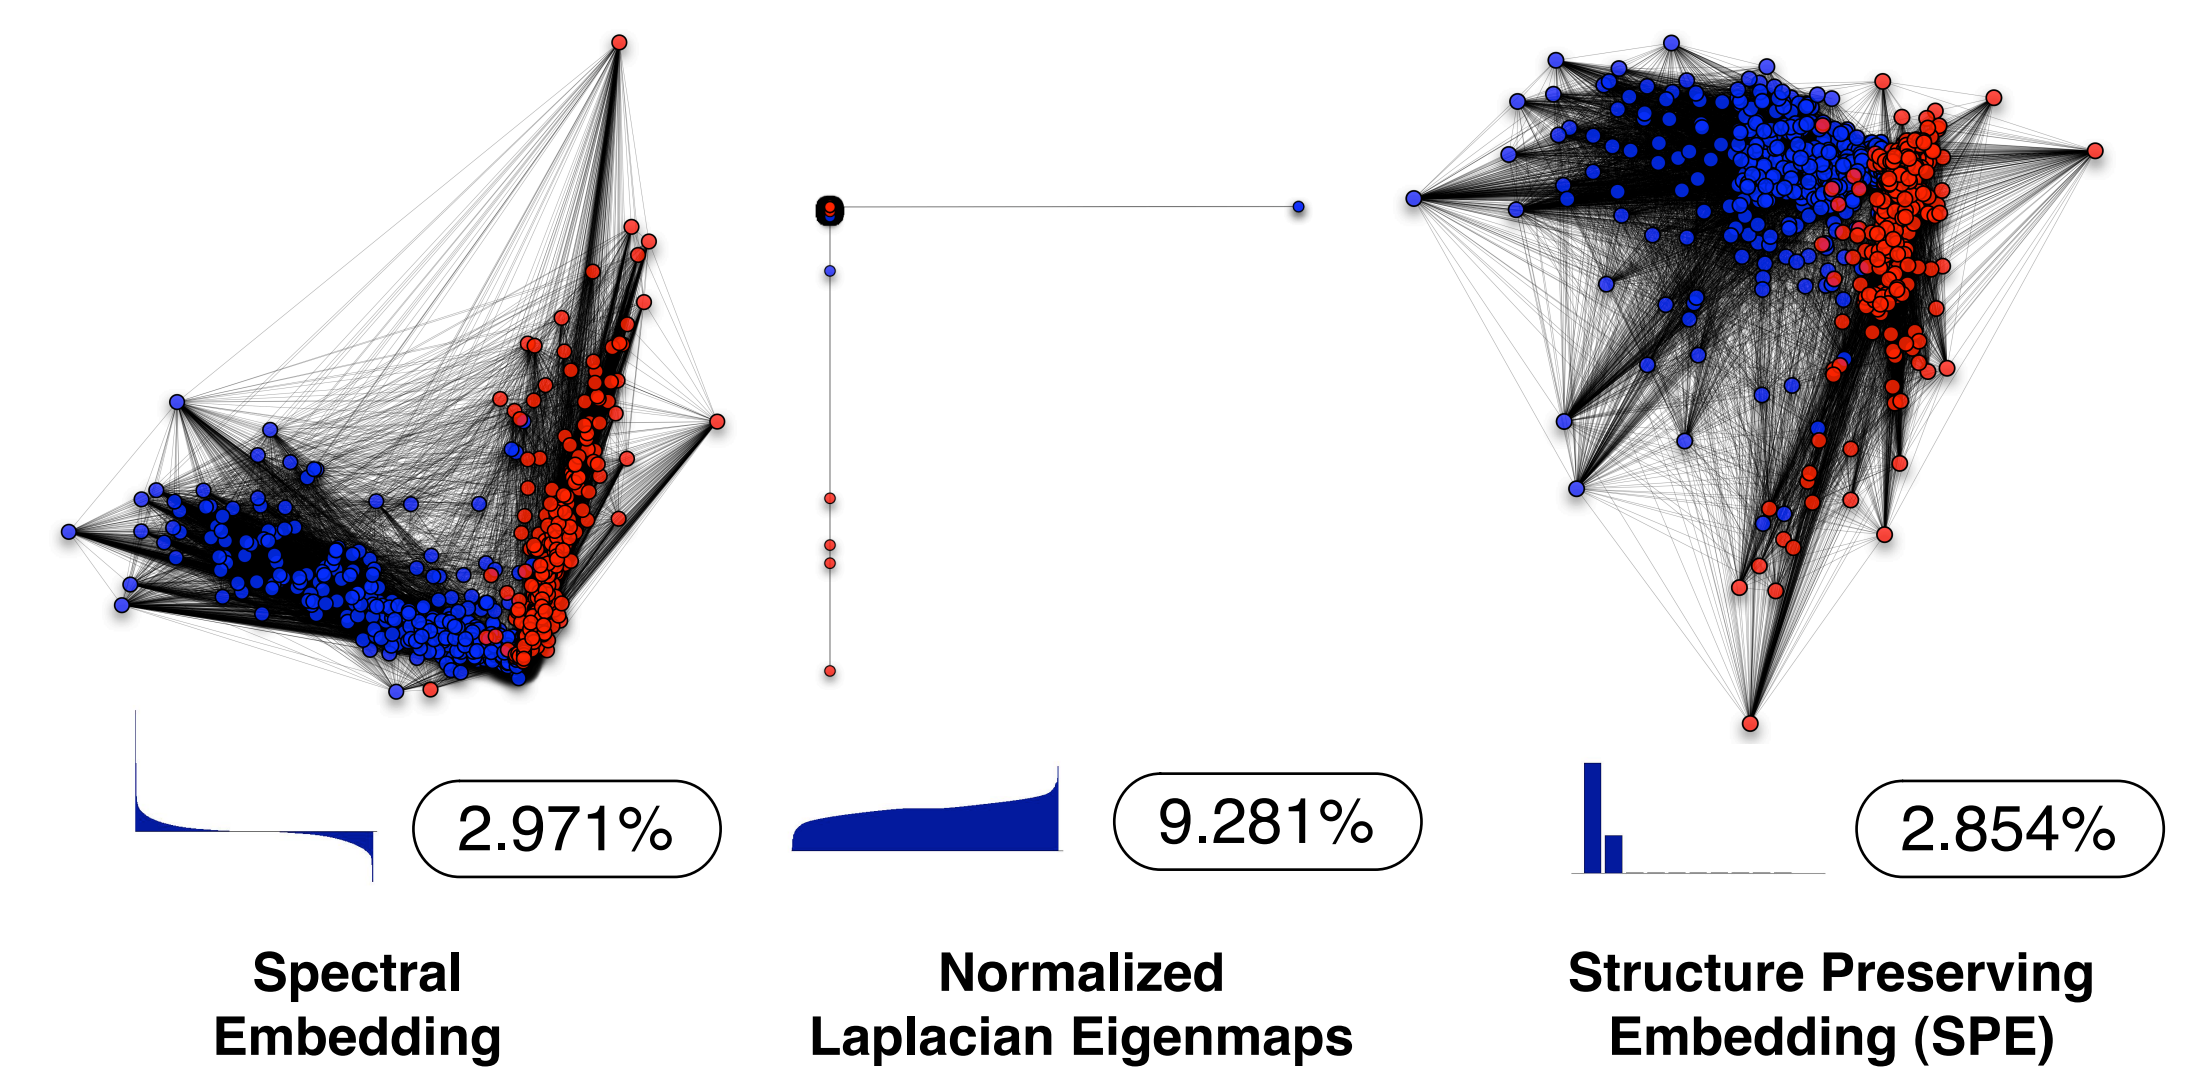 2.971%
9.281%
2.854%
Spectral
Embedding
Normalized
Laplacian Eigenmaps
Structure Preserving
Embedding (SPE)